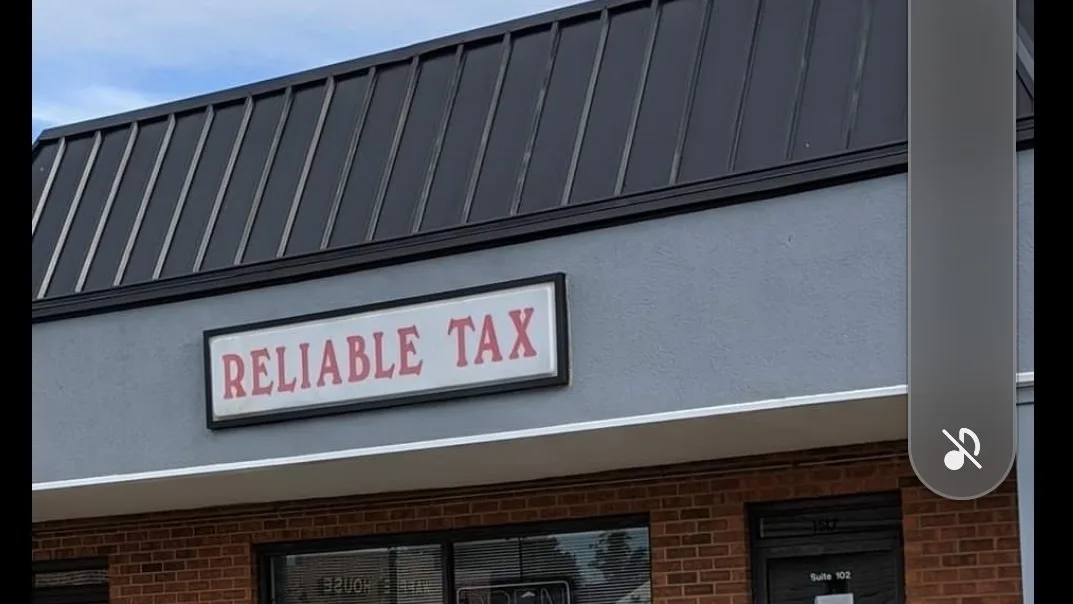 RELIABLE TAX
Suite 102